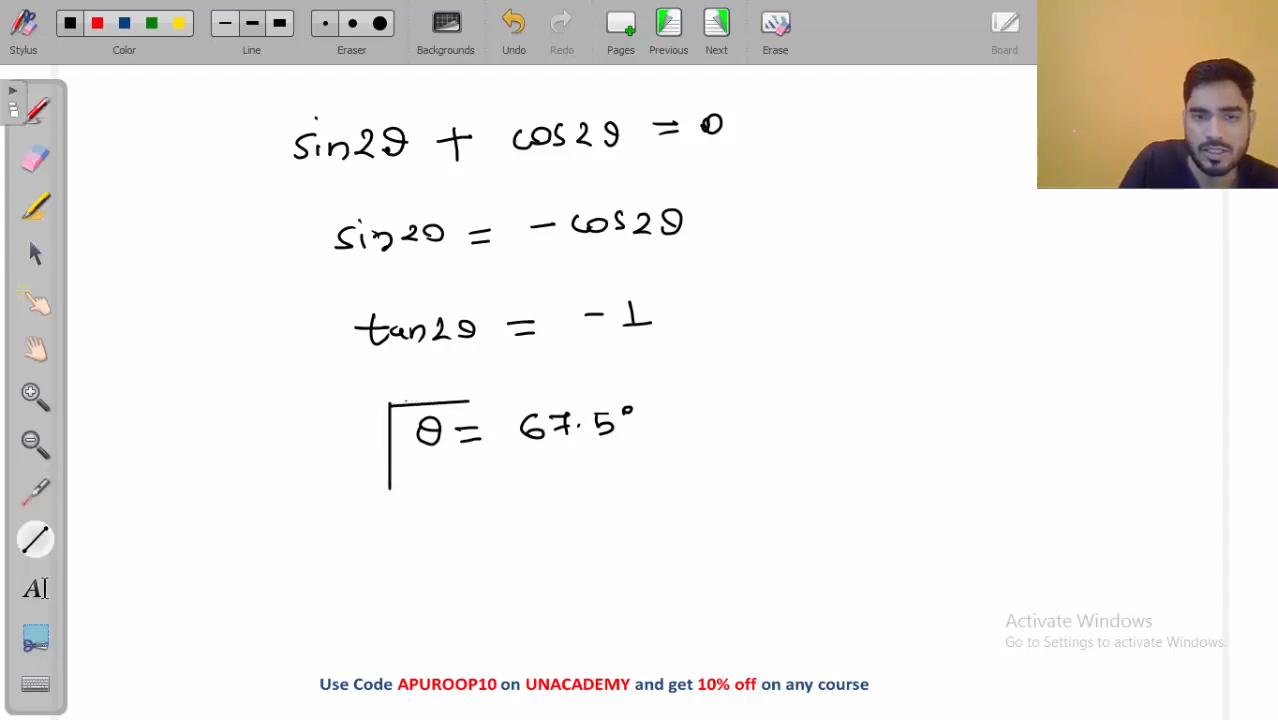 Stylus Color Line Eraser Backgrounds Undo Redo Pages Previous Next Erase Board
sin2θ + cos2θ = 0
sin2θ = - cos2θ
tan2θ = - 1
θ = 67.5°
A
Activate Windows
Go to Settings to activate Windows.
Use Code APUROOP10 on UNACADEMY and get 10% off on any course